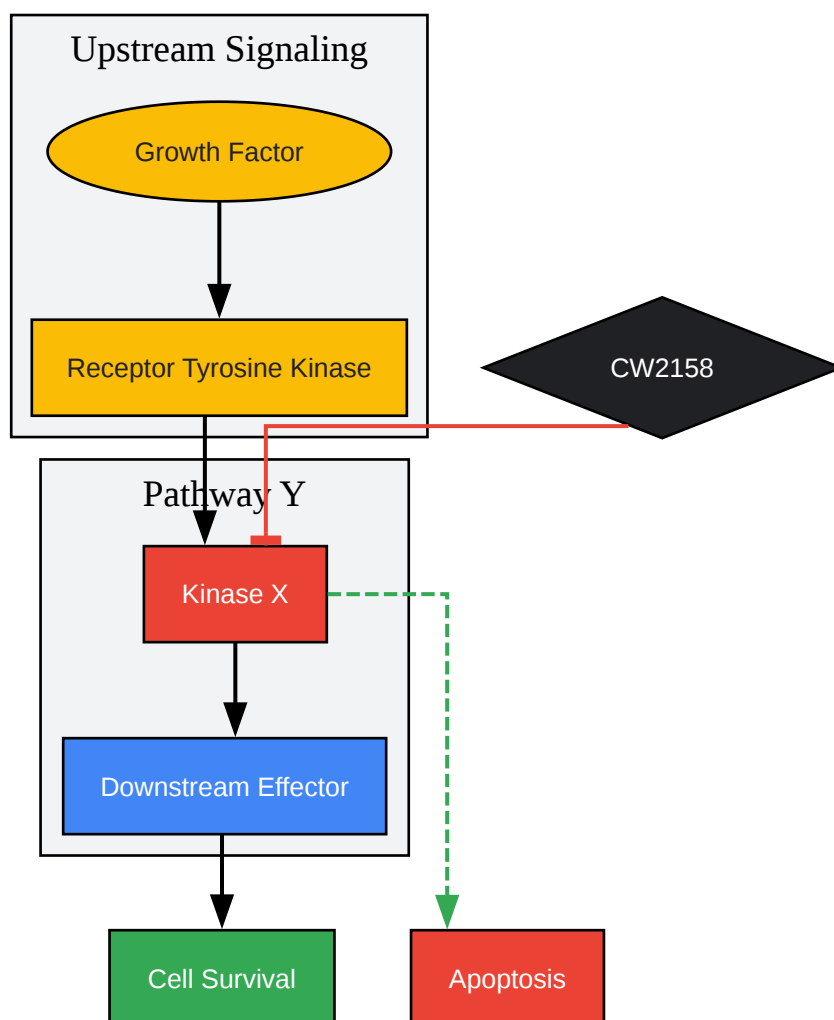 Upstream Signaling
Growth Factor
Receptor Tyrosine Kinase
CW2158
Pathway Y
Kinase X
Downstream Effector
Cell Survival
Apoptosis